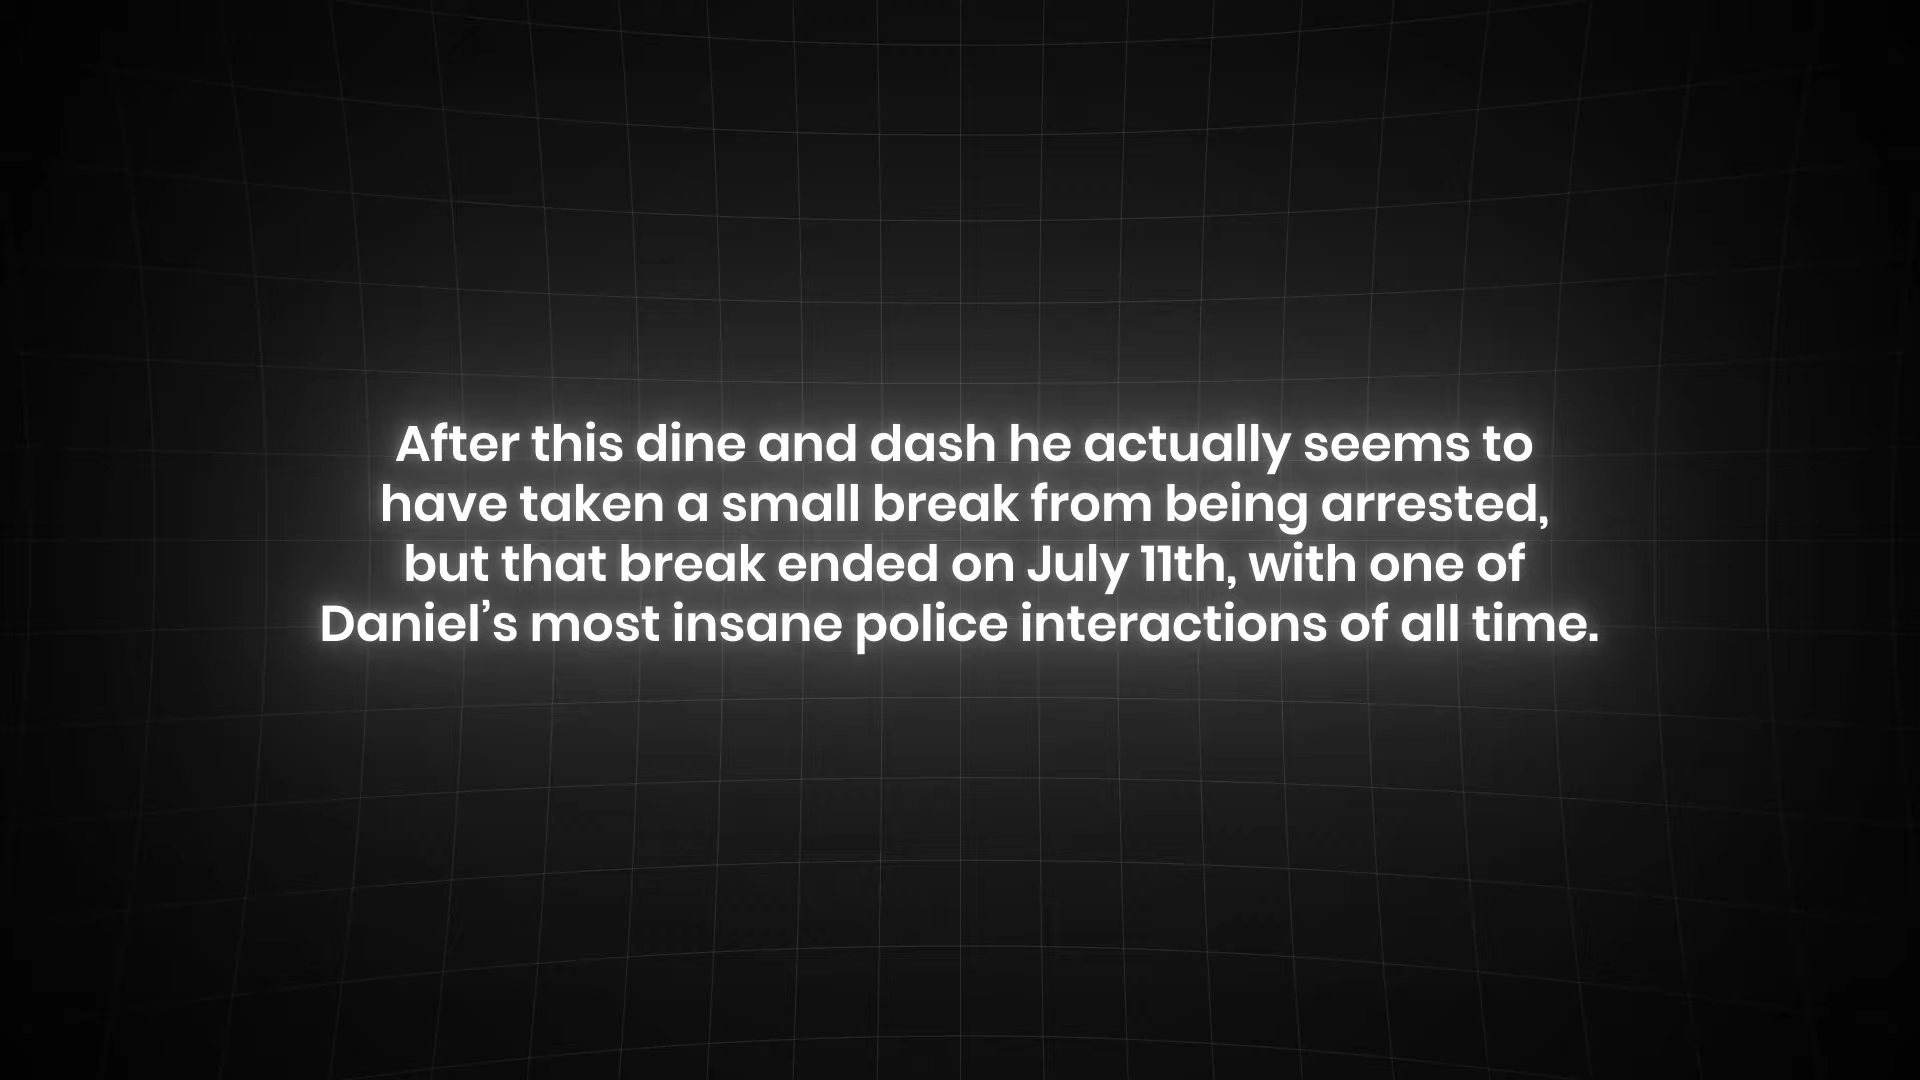 After this dine and dash he actually seems to
have taken a small break from being arrested,
but that break ended on July 11th, with one of
Daniel’s most insane police interactions of all time.